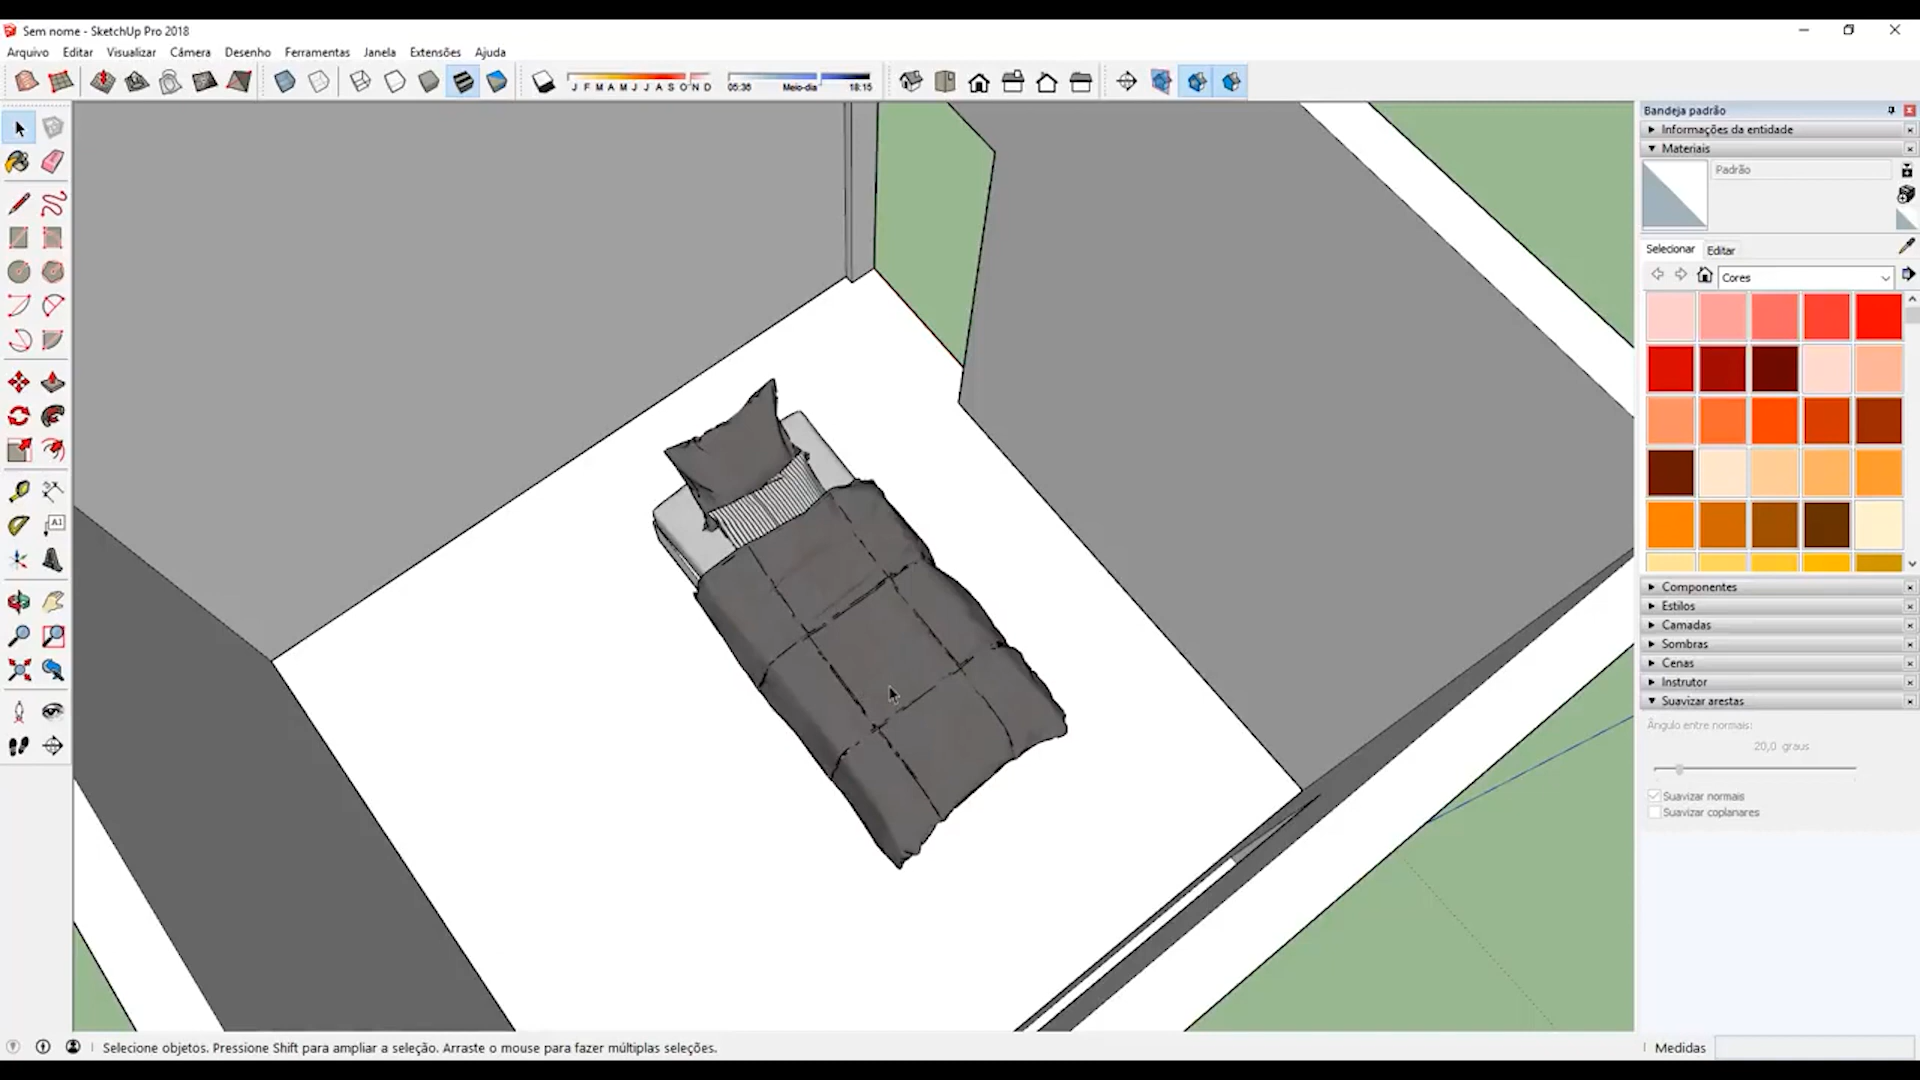 Sem nome - SketchUp Pro 2018
Arquivo Editar Visualizar Câmera Desenho Ferramentas Janela Extensões Ajuda
J F M A M J J A S O N D 05:36 Meio-dia 18:15
Bandeja padrão
Informações da entidade
Materiais
Padrão
Selecionar Editar
Cores
A1
Componentes
Estilos
Camadas
Sombras
Cenas
Instrutor
Suavizar arestas
Ângulo entre normais:
20,0 graus
Suavizar normais
Suavizar coplanares
Selecione objetos. Pressione Shift para ampliar a seleção. Arraste o mouse para fazer múltiplas seleções.
Medidas